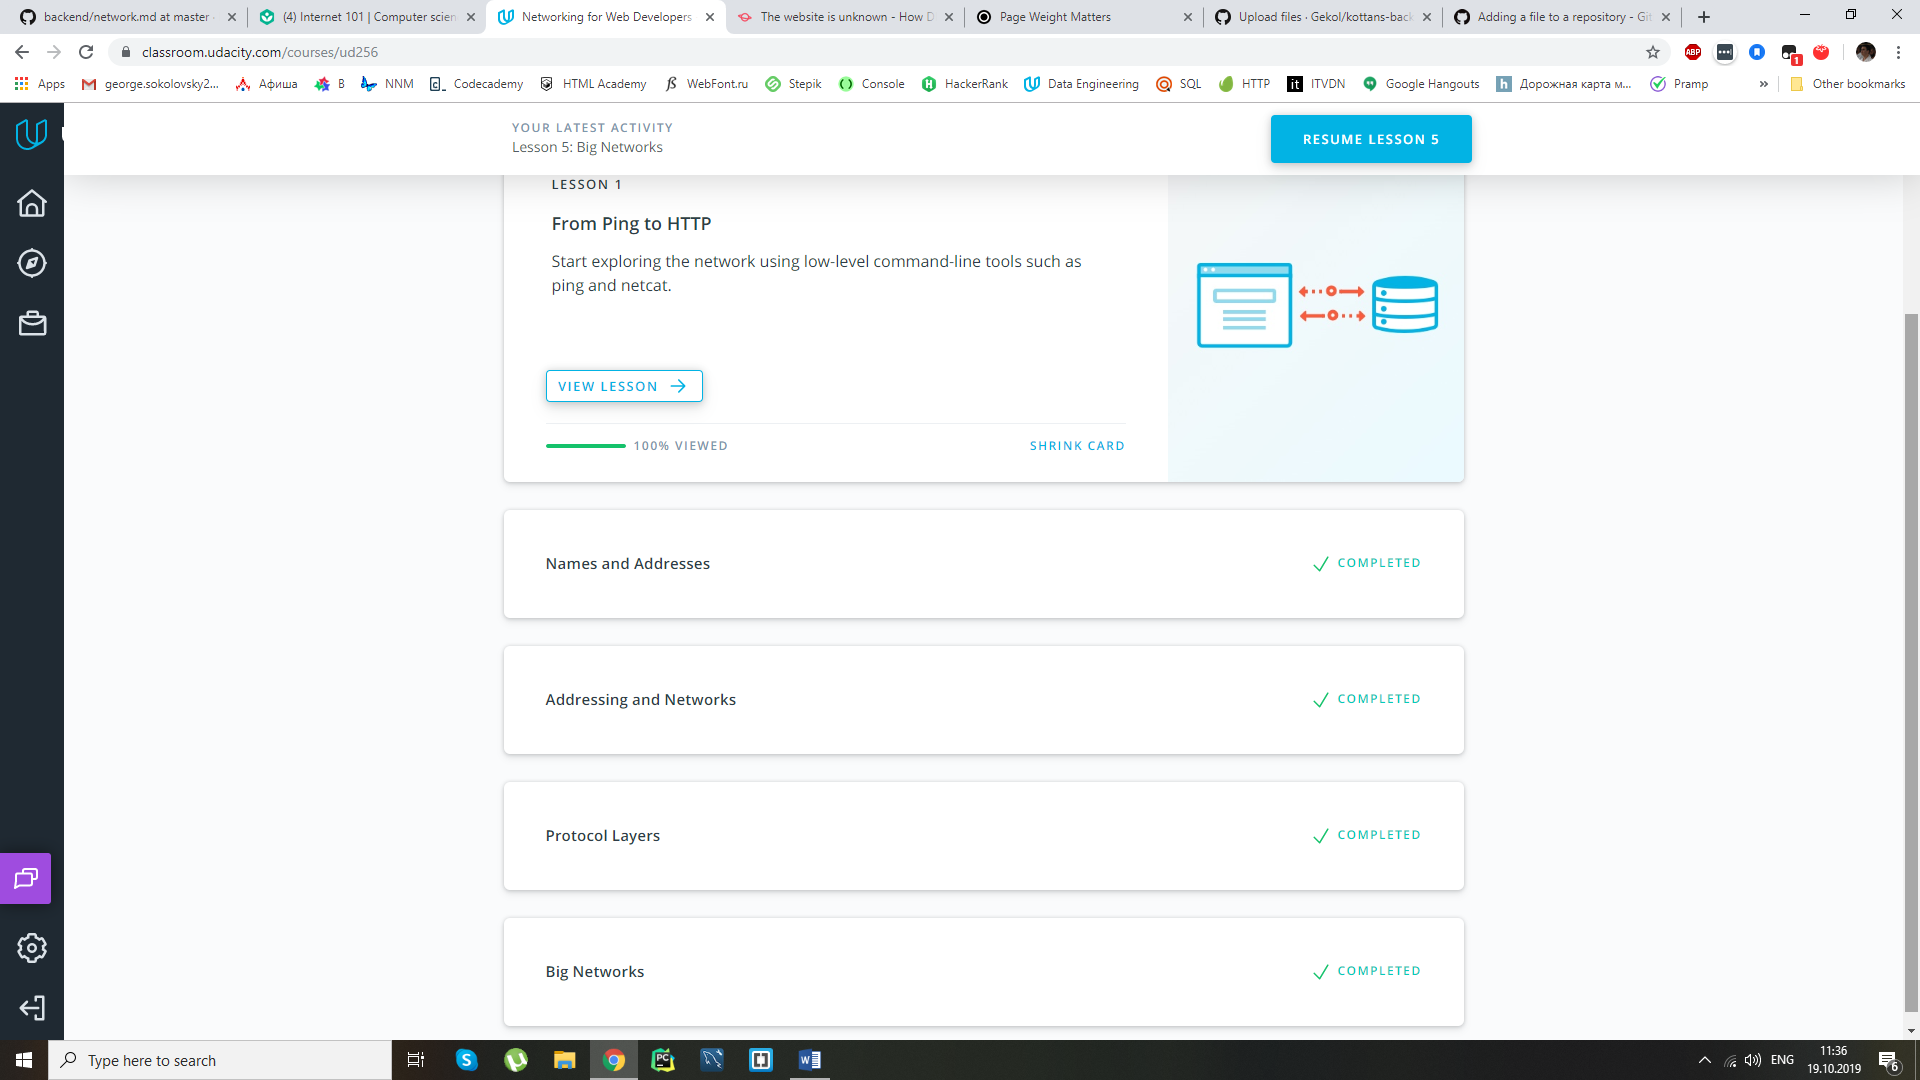 backend/network.md at master
(4) Internet 101 | Computer scien
Networking for Web Developers
The website is unknown - How D
Page Weight Matters
Upload files · Gekol/kottans-back
Adding a file to a repository - Git
classroom.udacity.com/courses/ud256
ABP
1
Apps
george.sokolovsky2...
Афиша
В
NNM
Codecademy
HTML Academy
WebFont.ru
Stepik
Console
HackerRank
Data Engineering
SQL
HTTP
ITVDN
Google Hangouts
Дорожная карта м...
Pramp
»
Other bookmarks
YOUR LATEST ACTIVITY
Lesson 5: Big Networks
RESUME LESSON 5
LESSON 1
From Ping to HTTP
Start exploring the network using low-level command-line tools such as
ping and netcat.
VIEW LESSON
100% VIEWED
SHRINK CARD
Names and Addresses
COMPLETED
Addressing and Networks
COMPLETED
Protocol Layers
COMPLETED
Big Networks
COMPLETED
Type here to search
ENG
11:36
19.10.2019
6